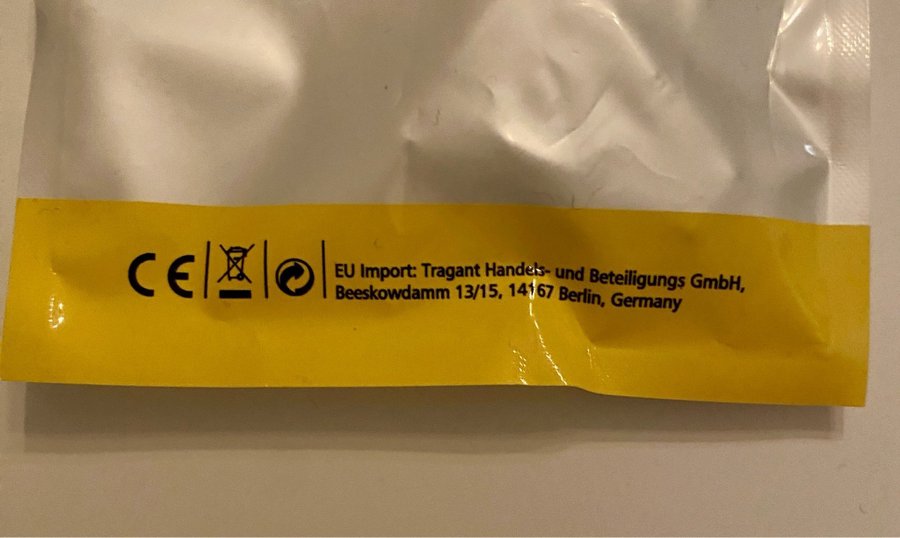 CE
EU Import: Tragant Handels- und Beteiligungs GmbH,
Beeskowdamm 13/15, 14167 Berlin, Germany